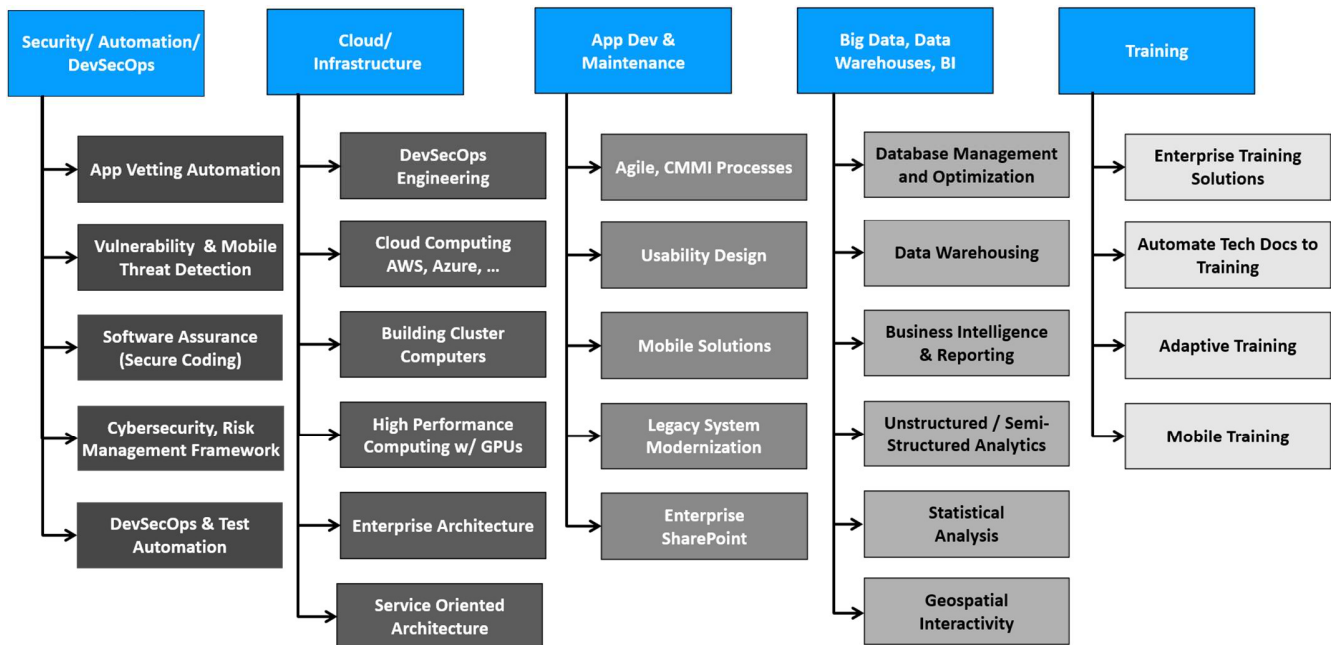 Security/ Automation/
DevSecOps
App Vetting Automation
Vulnerability & Mobile
Threat Detection
Software Assurance
(Secure Coding)
Cybersecurity, Risk
Management Framework
DevSecOps & Test
Automation
Cloud/
Infrastructure
DevSecOps
Engineering
Cloud Computing
AWS, Azure, ...
Building Cluster
Computers
High Performance
Computing w/ GPUs
Enterprise Architecture
Service Oriented
Architecture
App Dev &
Maintenance
Agile, CMMI Processes
Usability Design
Mobile Solutions
Legacy System
Modernization
Enterprise
SharePoint
Big Data, Data
Warehouses, BI
Database Management
and Optimization
Data Warehousing
Business Intelligence
& Reporting
Unstructured / Semi-
Structured Analytics
Statistical
Analysis
Geospatial
Interactivity
Training
Enterprise Training
Solutions
Automate Tech Docs to
Training
Adaptive Training
Mobile Training